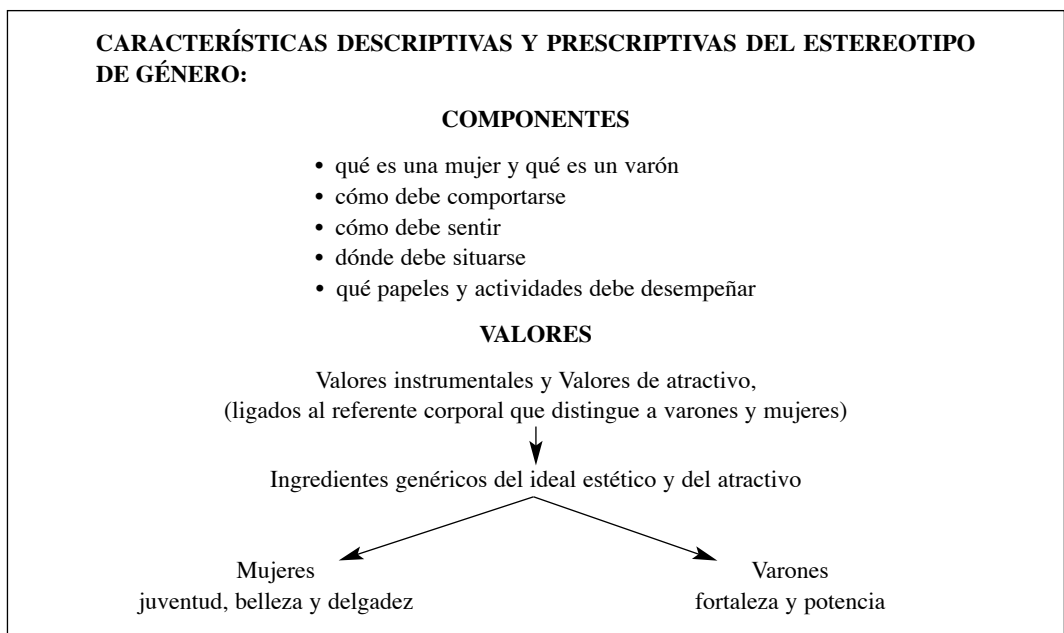 CARACTERÍSTICAS DESCRIPTIVAS Y PRESCRIPTIVAS DEL ESTEREOTIPO
DE GÉNERO:
COMPONENTES
• qué es una mujer y qué es un varón
• cómo debe comportarse
• cómo debe sentir
• dónde debe situarse
• qué papeles y actividades debe desempeñar
VALORES
Valores instrumentales y Valores de atractivo,
(ligados al referente corporal que distingue a varones y mujeres)
Ingredientes genéricos del ideal estético y del atractivo
Mujeres
juventud, belleza y delgadez
Varones
fortaleza y potencia